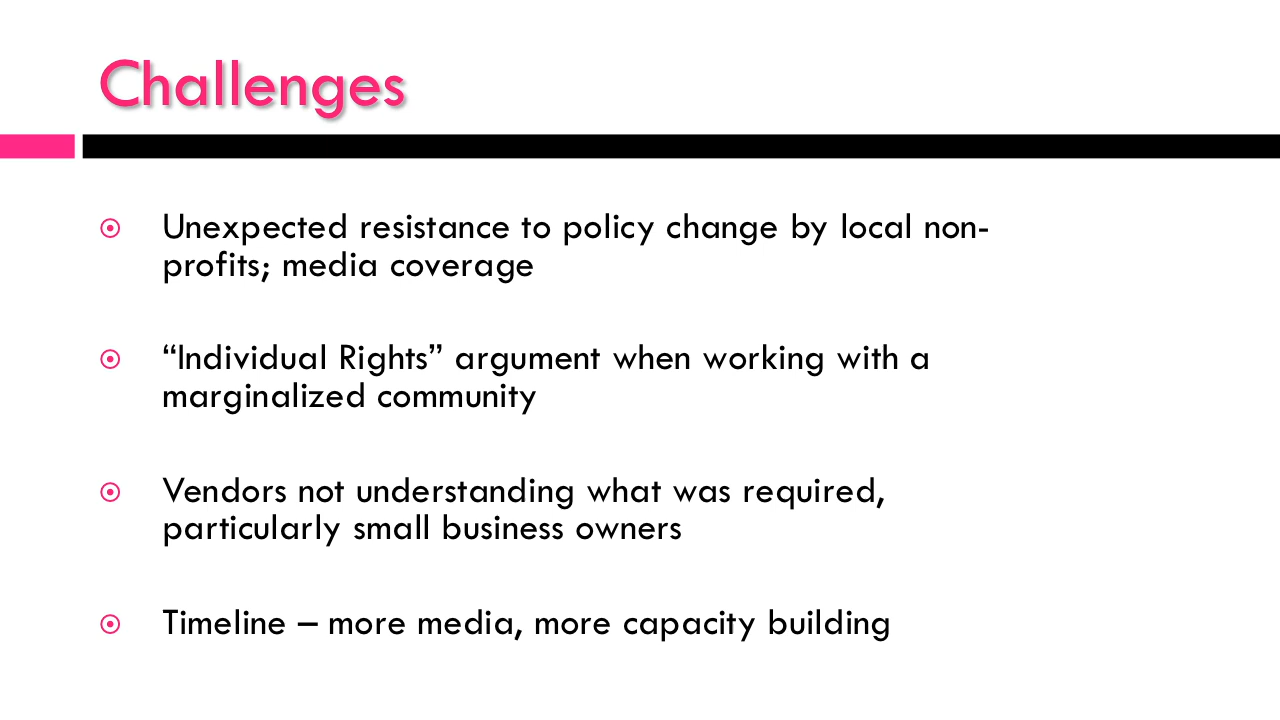 Challenges
Unexpected resistance to policy change by local non-
profits; media coverage
“Individual Rights” argument when working with a
marginalized community
Vendors not understanding what was required,
particularly small business owners
Timeline – more media, more capacity building